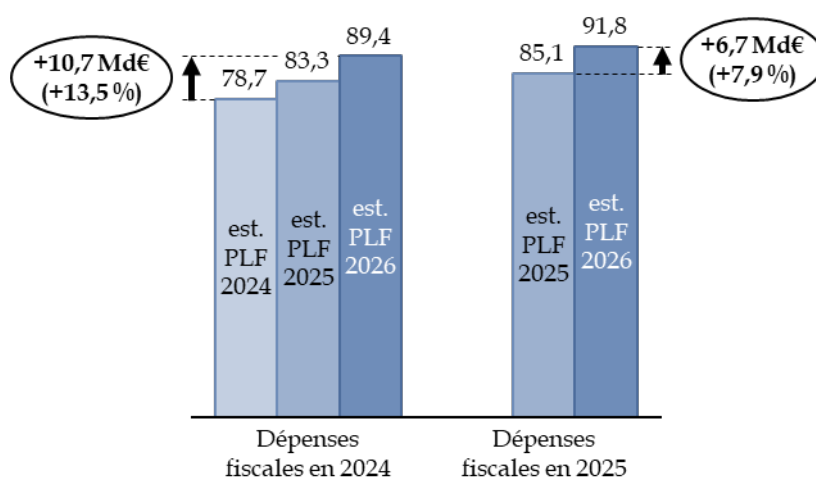 +10,7 Md€
(+13,5 %)
78,7
83,3
89,4
85,1
91,8
+6,7 Md€
(+7,9 %)
est.
PLF
2024
est.
PLF
2025
est.
PLF
2026
est.
PLF
2025
est.
PLF
2026
Dépenses
fiscales en 2024
Dépenses
fiscales en 2025